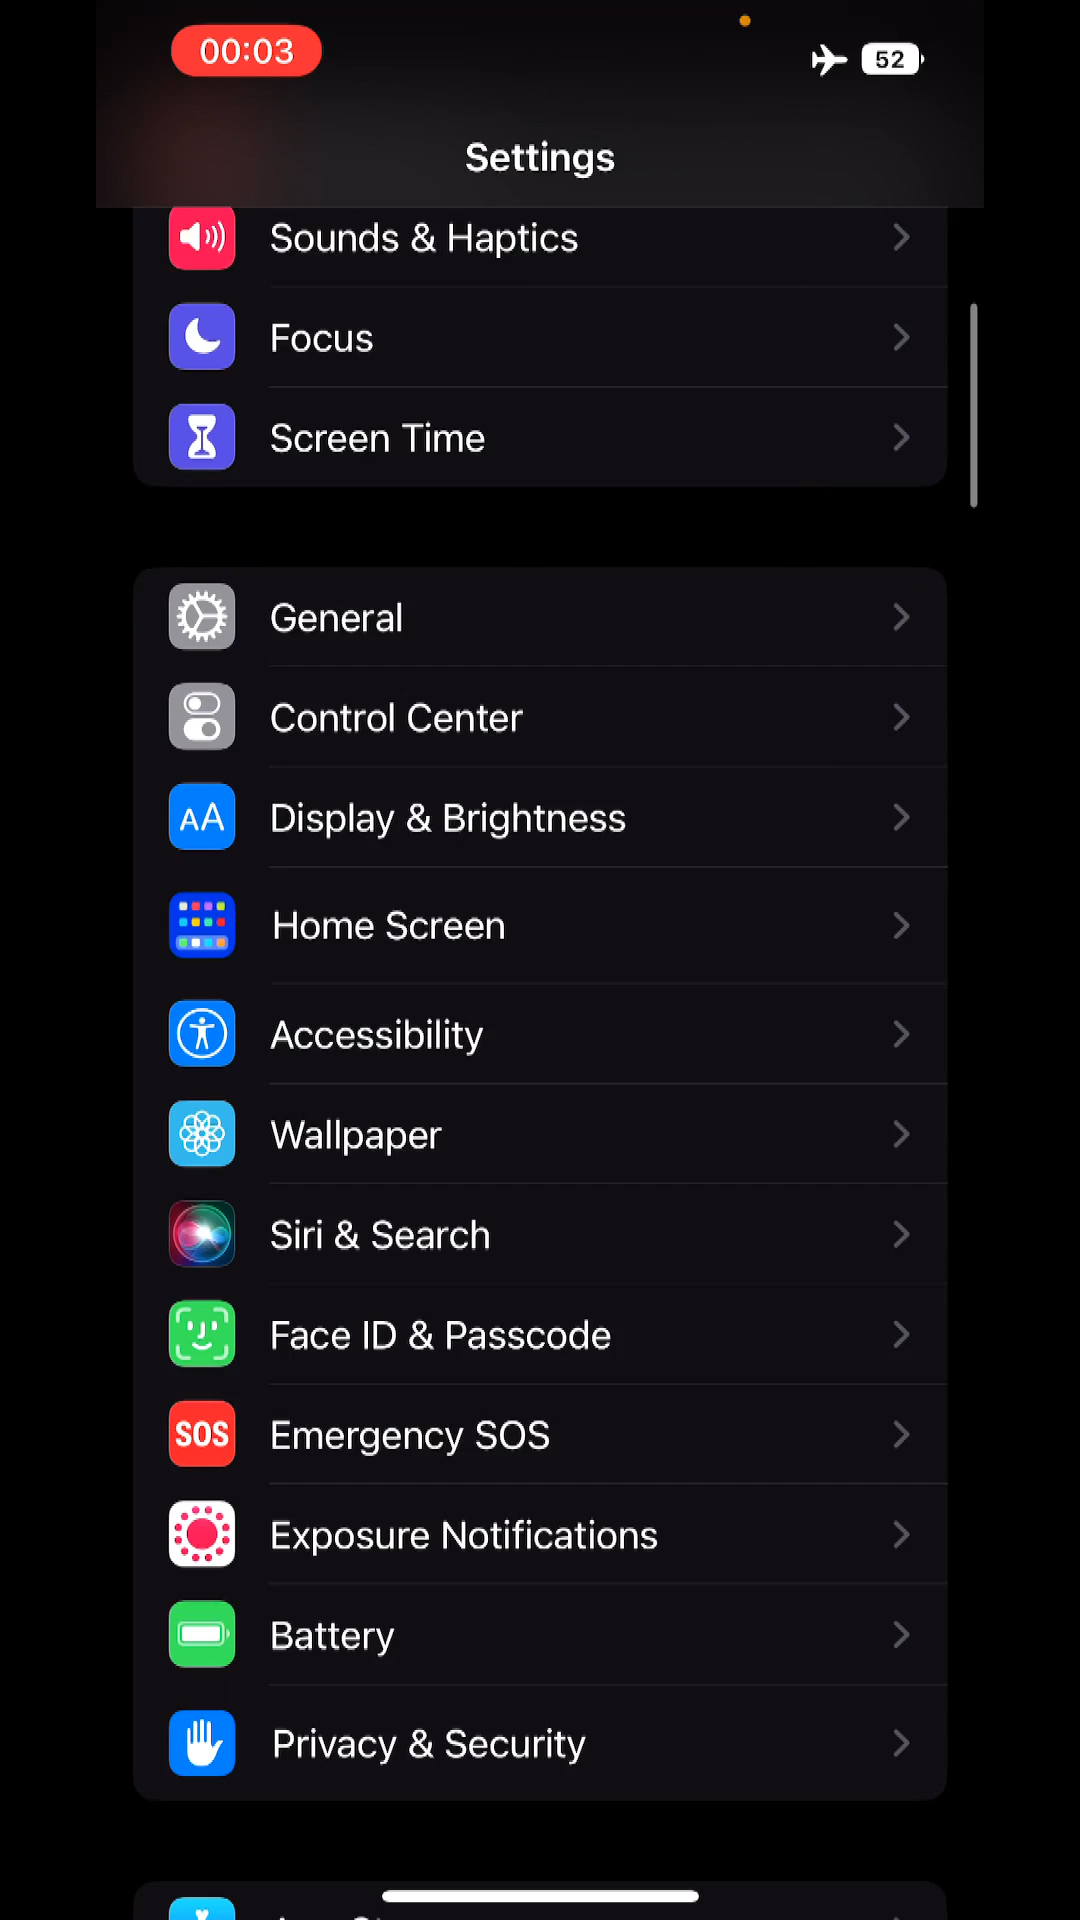 00:03
52
Settings
Sounds & Haptics
Focus
Screen Time
General
Control Center
AA
Display & Brightness
Home Screen
Accessibility
Wallpaper
Siri & Search
Face ID & Passcode
SOS
Emergency SOS
Exposure Notifications
Battery
Privacy & Security